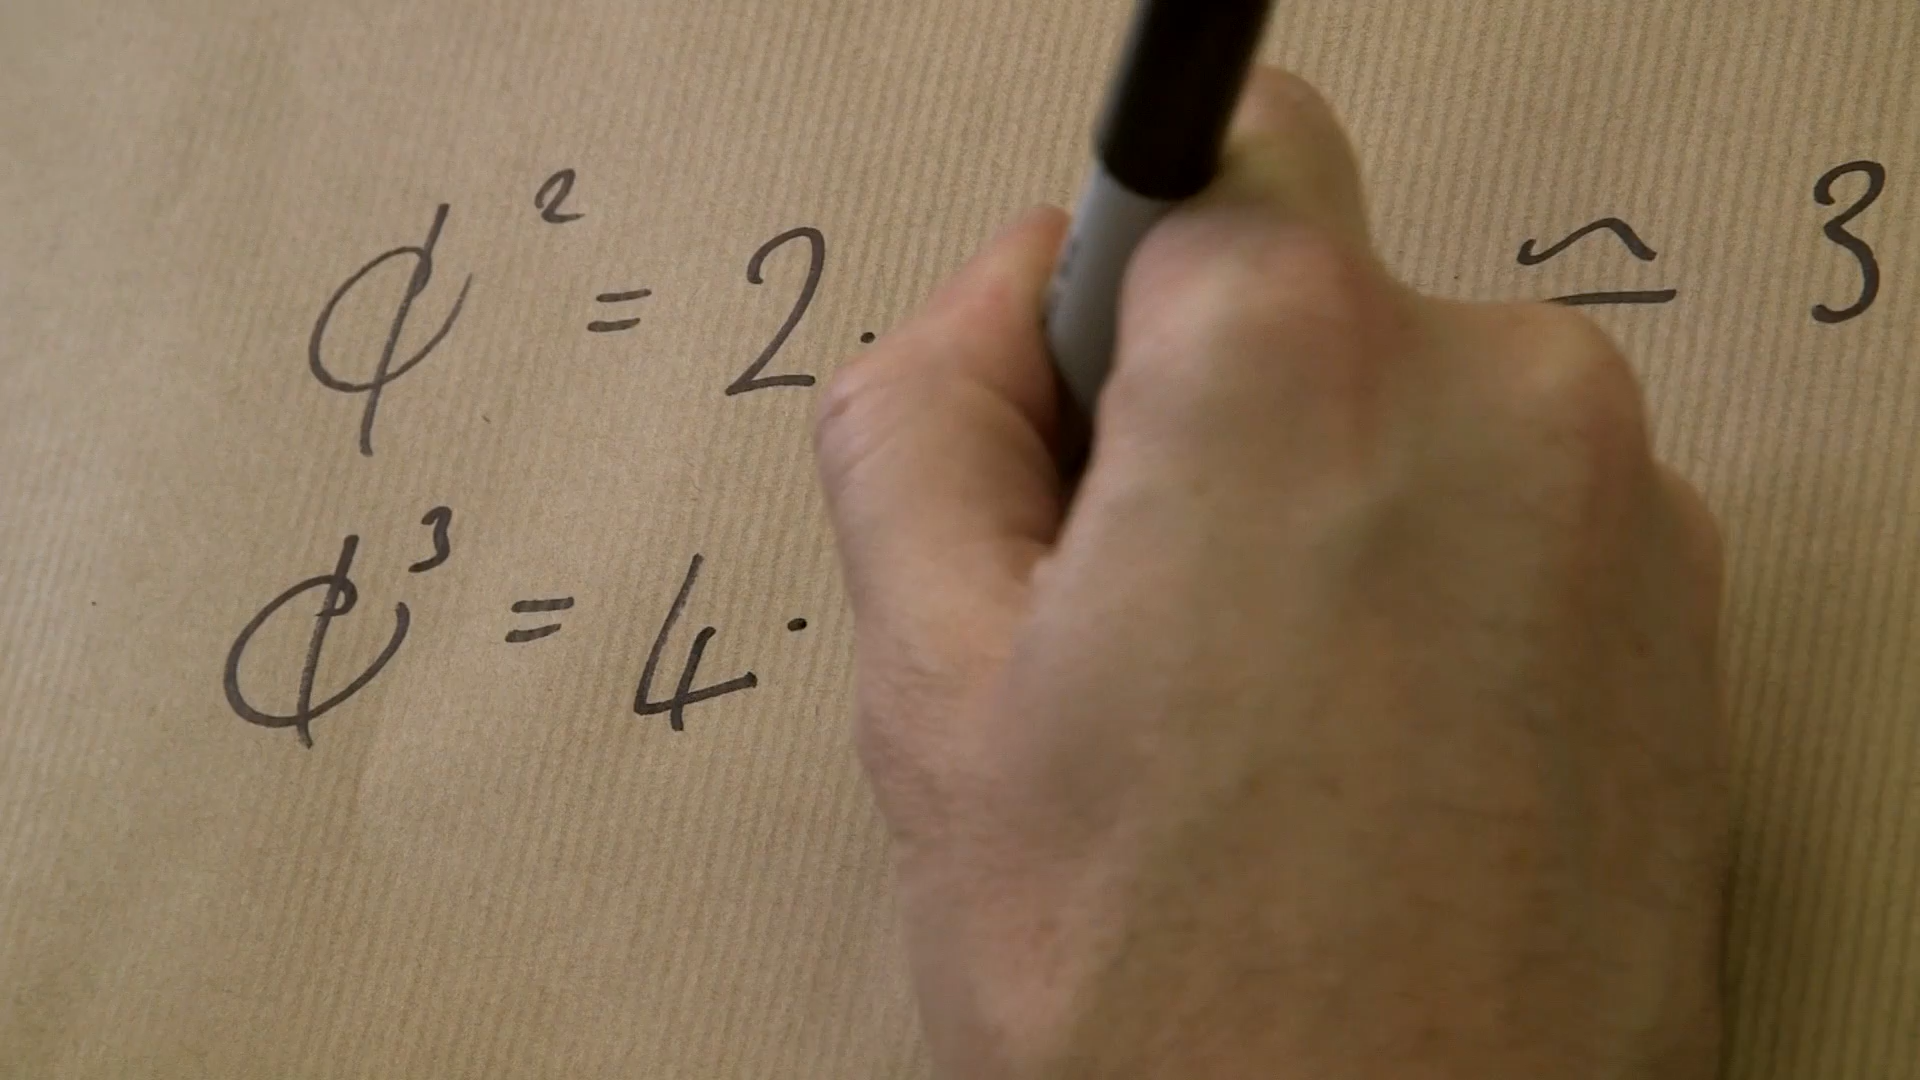 ϕ² = 2. ≃ 3
ϕ³ = 4.